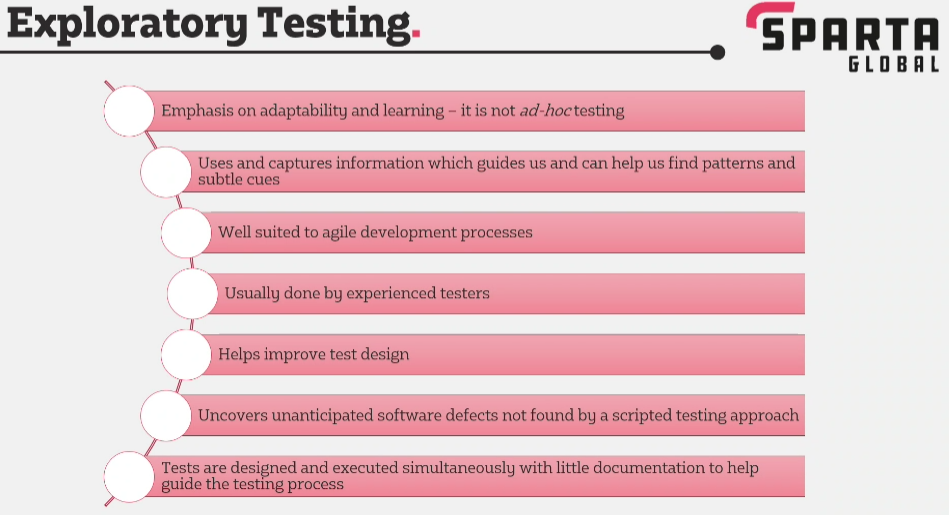 Exploratory Testing.
SPARTA
GLOBAL
Emphasis on adaptability and learning – it is not ad-hoc testing
Uses and captures information which guides us and can help us find patterns and
subtle cues
Well suited to agile development processes
Usually done by experienced testers
Helps improve test design
Uncovers unanticipated software defects not found by a scripted testing approach
Tests are designed and executed simultaneously with little documentation to help
guide the testing process